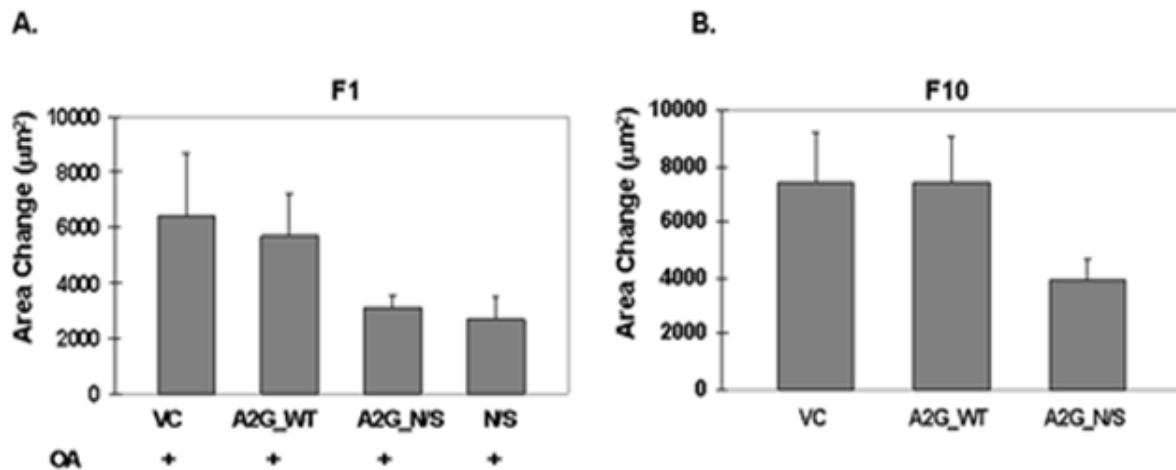 A.
F1
Area Change (μm²)
10000
8000
6000
4000
2000
0
VC A2G_WT A2G_N/S N/S
OA + + + +
B.
F10
Area Change (μm²)
10000
8000
6000
4000
2000
0
VC A2G_WT A2G_N/S